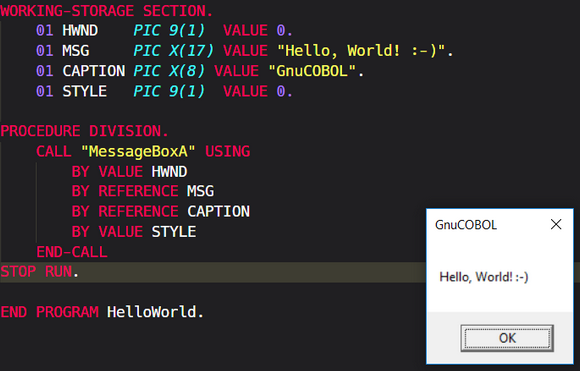 WORKING-STORAGE SECTION.
01 HWND PIC 9(1) VALUE 0.
01 MSG PIC X(17) VALUE "Hello, World! :-)".
01 CAPTION PIC X(8) VALUE "GnuCOBOL".
01 STYLE PIC 9(1) VALUE 0.
PROCEDURE DIVISION.
CALL "MessageBoxA" USING
BY VALUE HWND
BY REFERENCE MSG
BY REFERENCE CAPTION
BY VALUE STYLE
END-CALL
STOP RUN.
END PROGRAM HelloWorld.
GnuCOBOL
Hello, World! :-)
OK